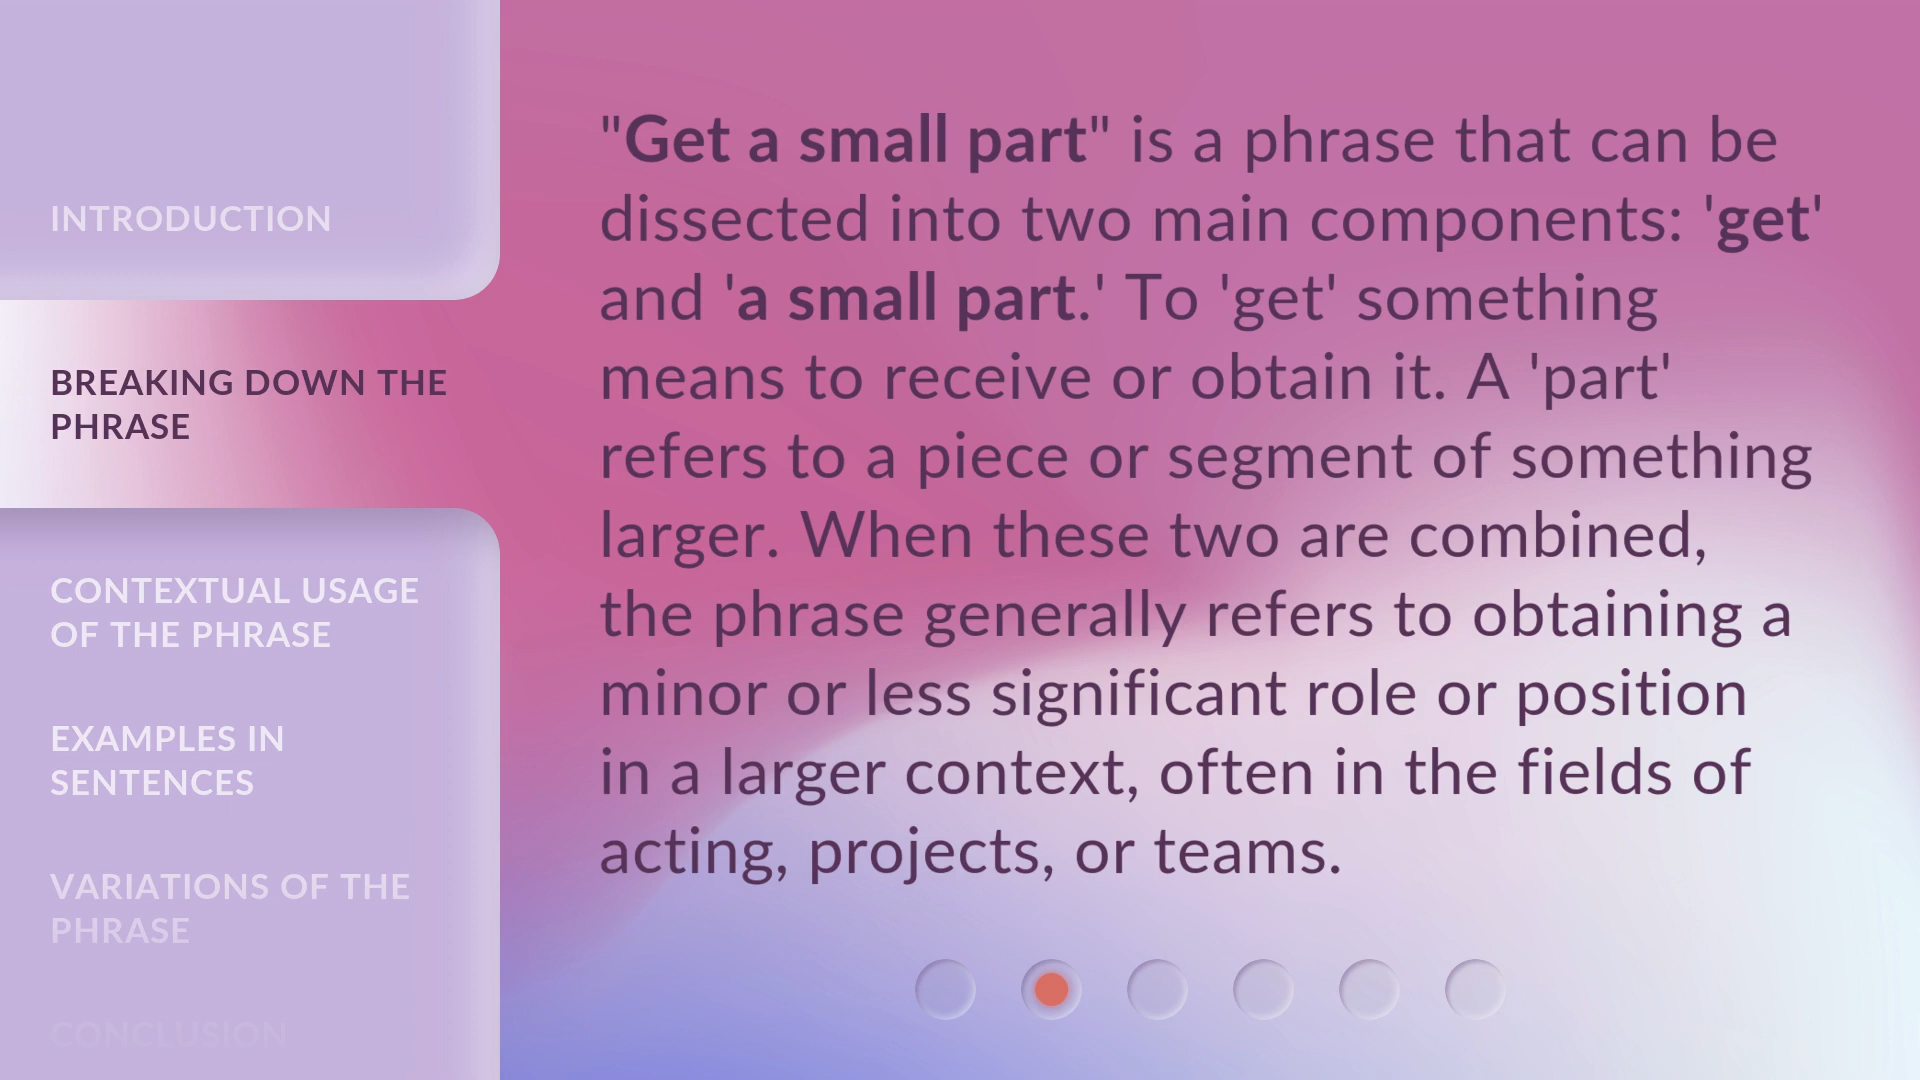 INTRODUCTION
BREAKING DOWN THE
PHRASE
CONTEXTUAL USAGE
OF THE PHRASE
EXAMPLES IN
SENTENCES
VARIATIONS OF THE
PHRASE
CONCLUSION
"Get a small part" is a phrase that can be
dissected into two main components: 'get'
and 'a small part.' To 'get' something
means to receive or obtain it. A 'part'
refers to a piece or segment of something
larger. When these two are combined,
the phrase generally refers to obtaining a
minor or less significant role or position
in a larger context, often in the fields of
acting, projects, or teams.